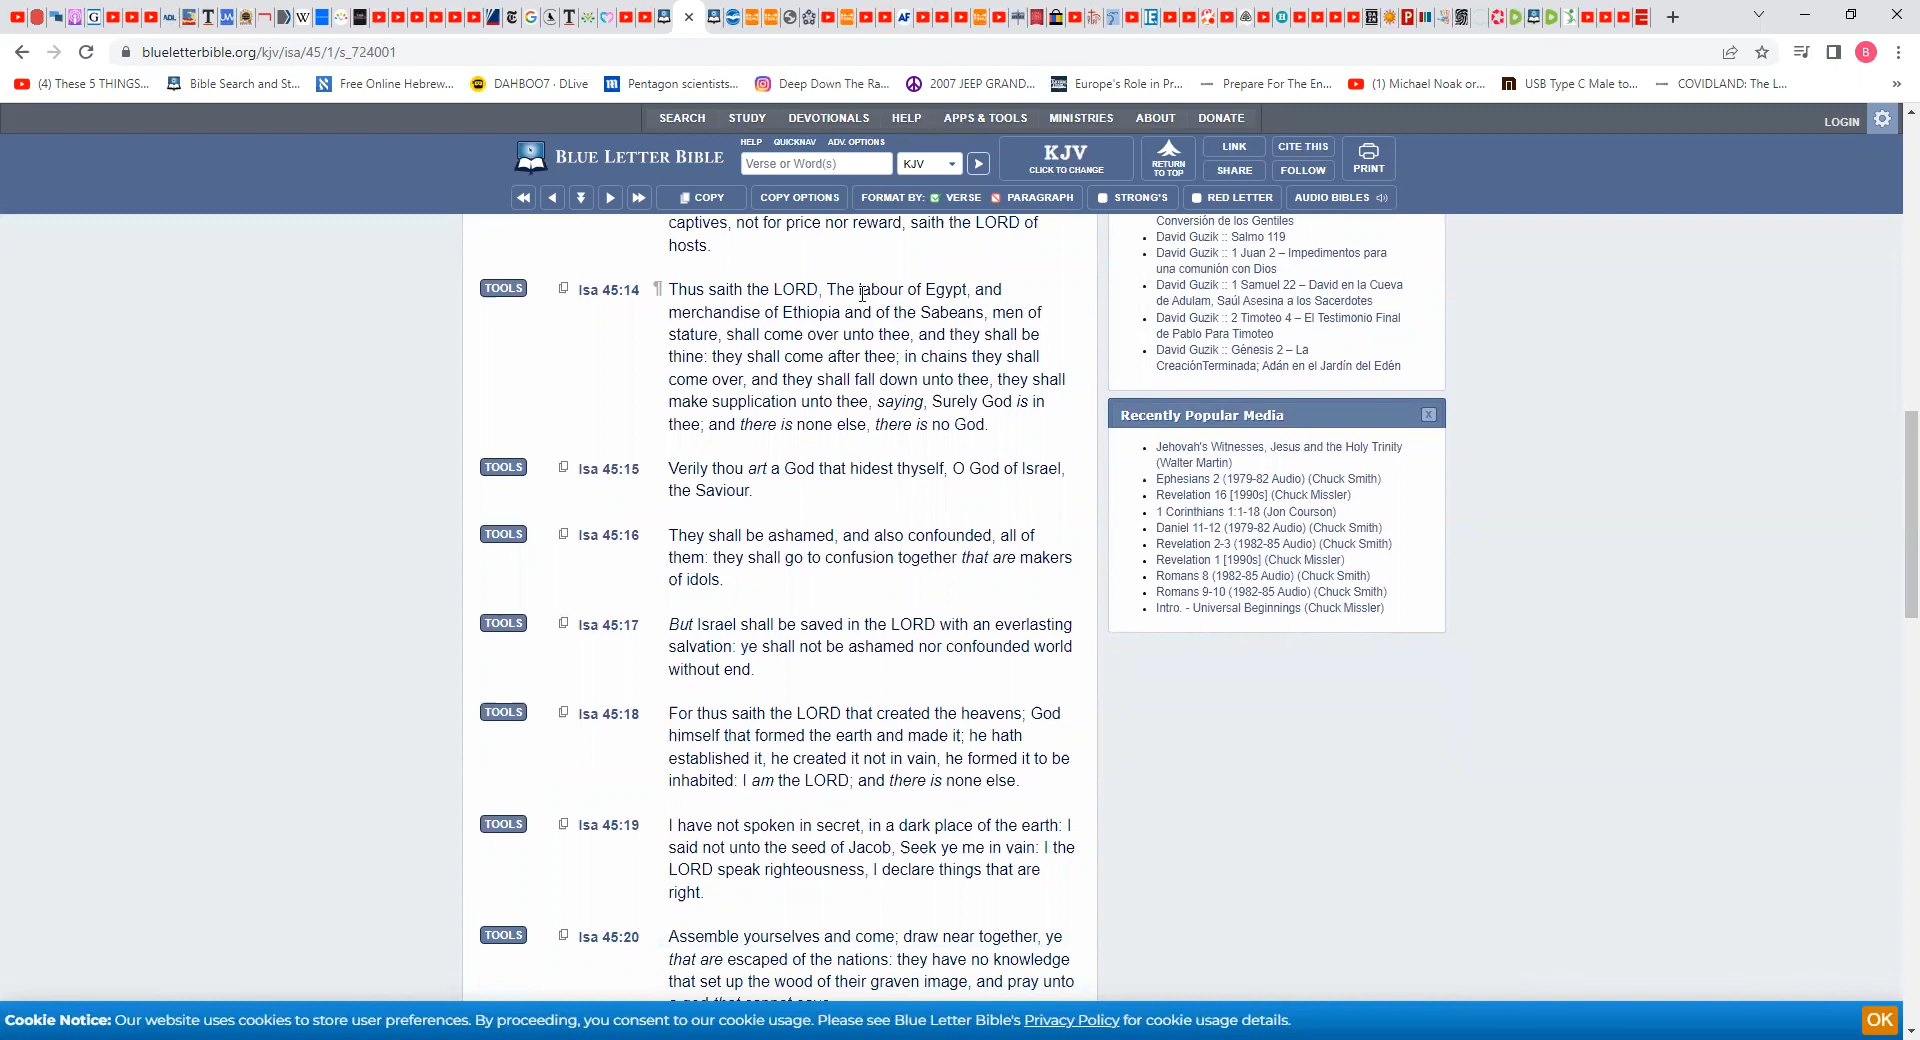 blueletterbible.org/kjv/isa/45/1/s_724001
B
(4) These 5 THINGS...
Bible Search and St...
Free Online Hebrew...
DAHBOO7 · DLive
Pentagon scientists...
Deep Down The Ra...
2007 JEEP GRAND...
Europe's Role in Pr...
Prepare For The En...
(1) Michael Noak or...
USB Type C Male to...
COVIDLAND: The L...
SEARCH STUDY DEVOTIONALS HELP APPS & TOOLS MINISTRIES ABOUT DONATE
LOGIN
BLUE LETTER BIBLE
HELP QUICKNAV ADV. OPTIONS
Verse or Word(s)
KJV
KJV
CLICK TO CHANGE
RETURN
TO TOP
LINK
CITE THIS
SHARE
FOLLOW
PRINT
COPY
COPY OPTIONS
FORMAT BY: VERSE PARAGRAPH
STRONG'S
RED LETTER
AUDIO BIBLES
captives, not for price nor reward, saith the LORD of
hosts.
TOOLS
Isa 45:14
¶ Thus saith the LORD, The labour of Egypt, and
merchandise of Ethiopia and of the Sabeans, men of
stature, shall come over unto thee, and they shall be
thine: they shall come after thee; in chains they shall
come over, and they shall fall down unto thee, they shall
make supplication unto thee, saying, Surely God is in
thee; and there is none else, there is no God.
TOOLS
Isa 45:15
Verily thou art a God that hidest thyself, O God of Israel,
the Saviour.
TOOLS
Isa 45:16
They shall be ashamed, and also confounded, all of
them: they shall go to confusion together that are makers
of idols.
TOOLS
Isa 45:17
But Israel shall be saved in the LORD with an everlasting
salvation: ye shall not be ashamed nor confounded world
without end.
TOOLS
Isa 45:18
For thus saith the LORD that created the heavens; God
himself that formed the earth and made it; he hath
established it, he created it not in vain, he formed it to be
inhabited: I am the LORD; and there is none else.
TOOLS
Isa 45:19
I have not spoken in secret, in a dark place of the earth: I
said not unto the seed of Jacob, Seek ye me in vain: I the
LORD speak righteousness, I declare things that are
right.
TOOLS
Isa 45:20
Assemble yourselves and come; draw near together, ye
that are escaped of the nations: they have no knowledge
that set up the wood of their graven image, and pray unto
Conversión de los Gentiles
David Guzik :: Salmo 119
David Guzik :: 1 Juan 2 – Impedimentos para
una comunión con Dios
David Guzik :: 1 Samuel 22 – David en la Cueva
de Adulam, Saúl Asesina a los Sacerdotes
David Guzik :: 2 Timoteo 4 – El Testimonio Final
de Pablo Para Timoteo
David Guzik :: Génesis 2 – La
CreaciónTerminada; Adán en el Jardín del Edén
Recently Popular Media
X
Jehovah's Witnesses, Jesus and the Holy Trinity
(Walter Martin)
Ephesians 2 (1979-82 Audio) (Chuck Smith)
Revelation 16 [1990s] (Chuck Missler)
1 Corinthians 1:1-18 (Jon Courson)
Daniel 11-12 (1979-82 Audio) (Chuck Smith)
Revelation 2-3 (1982-85 Audio) (Chuck Smith)
Revelation 1 [1990s] (Chuck Missler)
Romans 8 (1982-85 Audio) (Chuck Smith)
Romans 9-10 (1982-85 Audio) (Chuck Smith)
Intro. - Universal Beginnings (Chuck Missler)
Cookie Notice: Our website uses cookies to store user preferences. By proceeding, you consent to our cookie usage. Please see Blue Letter Bible's Privacy Policy for cookie usage details.
OK